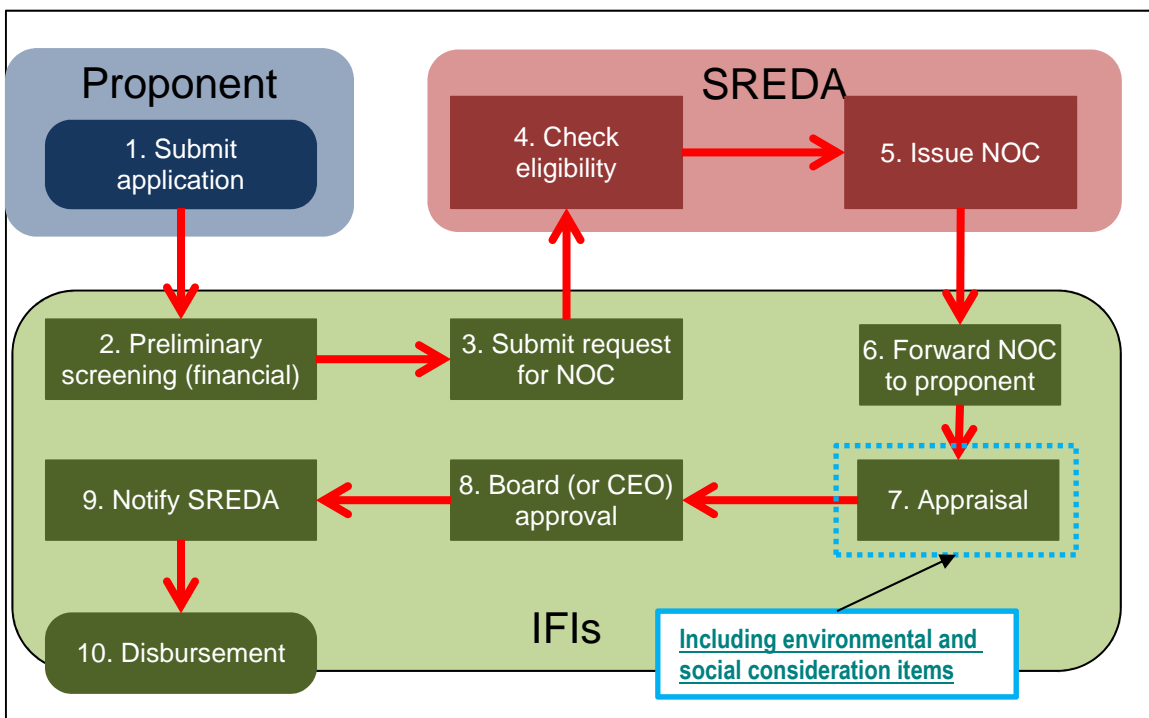 Proponent
1. Submit
application
SREDA
4. Check
eligibility
5. Issue NOC
2. Preliminary
screening (financial)
3. Submit request
for NOC
6. Forward NOC
to proponent
9. Notify SREDA
8. Board (or CEO)
approval
7. Appraisal
10. Disbursement
IFIs
Including environmental and
social consideration items